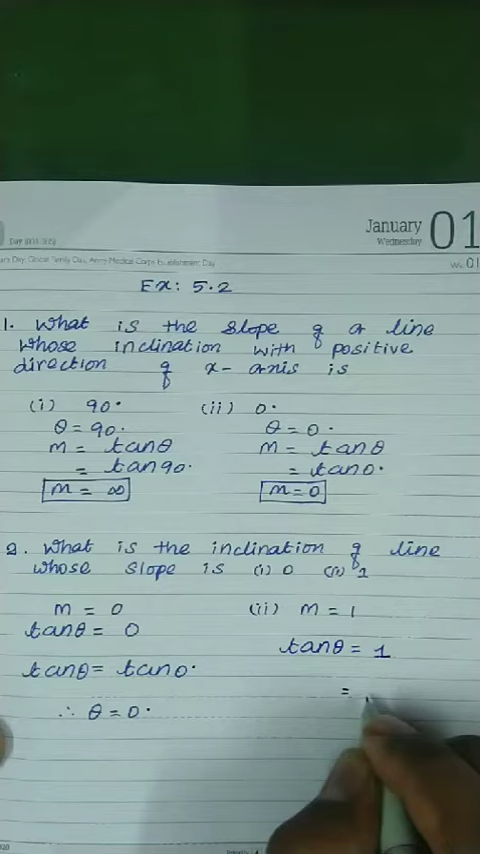 January 01
Wednesday
Ex: 5.2
1. What is the slope of a line
whose inclination with positive
direction of x-axis is
(i) 90° (ii) 0°
θ = 90° θ = 0°
m = tanθ m = tanθ
= tan90° = tan0°
m = ∞ m = 0
2. What is the inclination of line
whose slope is (i) 0 (ii) 1
m = 0 (ii) m = 1
tanθ = 0 tanθ = 1
tanθ = tan0° =
∴ θ = 0°